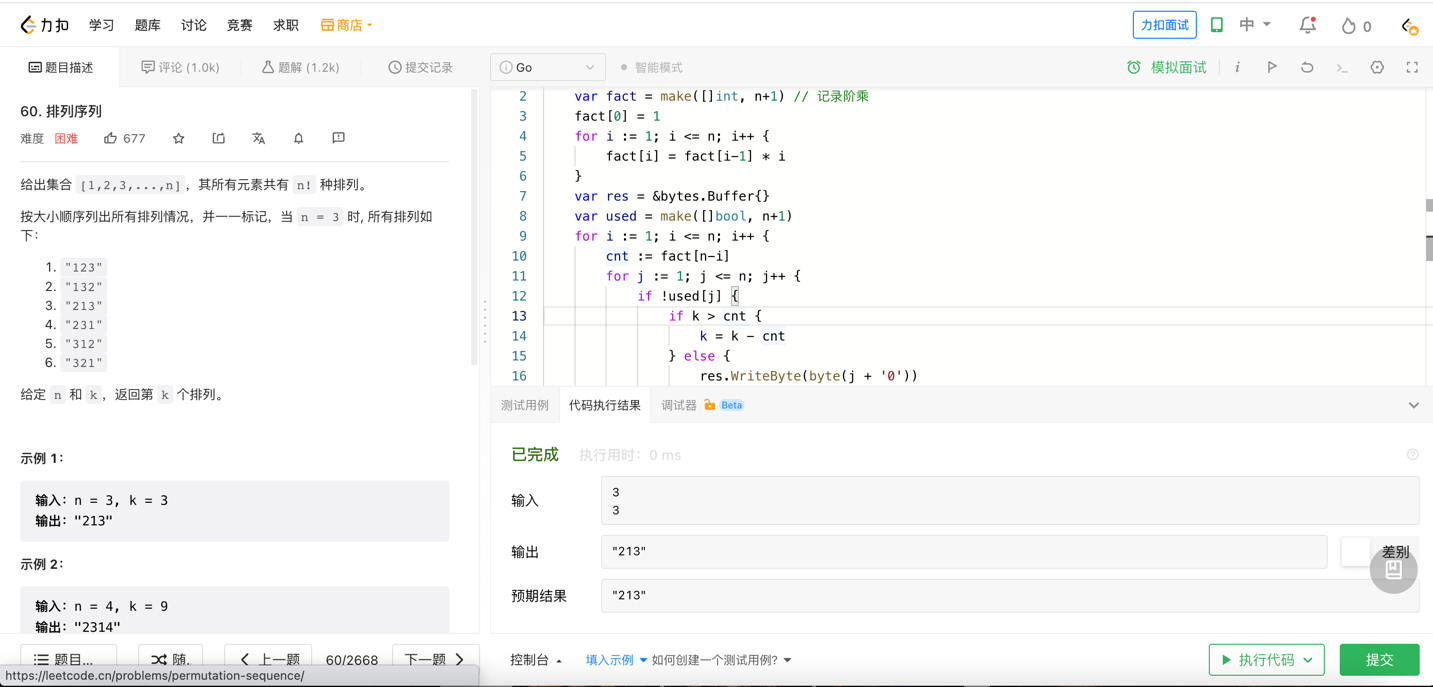 力扣 学习 题库 讨论 竞赛 求职 商店 力扣面试 中 0
题目描述 评论 (1.0k) 题解 (1.2k) 提交记录
i Go 智能模式 模拟面试 i
60. 排列序列
难度 困难 677
给出集合 [1,2,3,...,n]，其所有元素共有 n! 种排列。
按大小顺序列出所有排列情况，并一一标记，当 n = 3 时, 所有排列如
下：
1. "123"
2. "132"
3. "213"
4. "231"
5. "312"
6. "321"
给定 n 和 k，返回第 k 个排列。
示例 1：
输入：n = 3, k = 3
输出："213"
示例 2：
输入：n = 4, k = 9
输出："2314"
题目... 随. 上一题 60/2668 下一题
https://leetcode.cn/problems/permutation-sequence/
2 var fact = make([]int, n+1) // 记录阶乘
3 fact[0] = 1
4 for i := 1; i <= n; i++ {
5 fact[i] = fact[i-1] * i
6 }
7 var res = &bytes.Buffer{}
8 var used = make([]bool, n+1)
9 for i := 1; i <= n; i++ {
10 cnt := fact[n-i]
11 for j := 1; j <= n; j++ {
12 if !used[j] {
13 if k > cnt {
14 k = k - cnt
15 } else {
16 res.WriteByte(byte(j + '0'))
测试用例 代码执行结果 调试器 Beta
已完成 执行用时：0 ms
输入
3
3
输出 "213" 差别
预期结果 "213"
控制台 填入示例 如何创建一个测试用例? 执行代码 提交